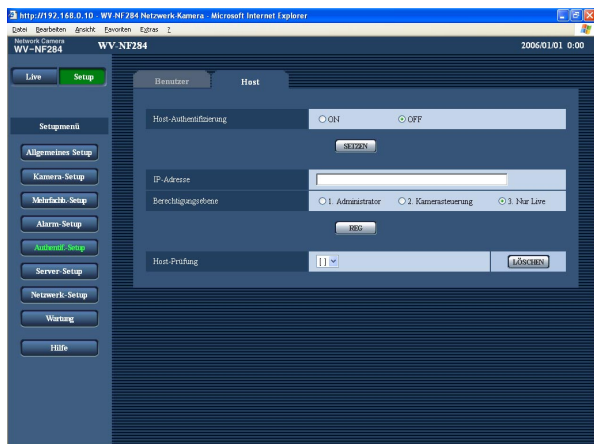 http://192.168.0.10 - WV-NF284 Netzwerk-Kamera - Microsoft Internet Explorer
Datei Bearbeiten Ansicht Favoriten Extras ?
Network Camera
WV-NF284
WV-NF284
2006/01/01 0:00
Live Setup
Benutzer Host
Setupmenü
Allgemeines Setup
Kamera-Setup
Mehrfachb.-Setup
Alarm-Setup
Authentif.-Setup
Server-Setup
Netzwerk-Setup
Wartung
Hilfe
Host-Authentifizierung ON OFF
SETZEN
IP-Adresse
Berechtigungsebene 1. Administrator 2. Kamerasteuerung 3. Nur Live
REG
Host-Prüfung [ ] LÖSCHEN